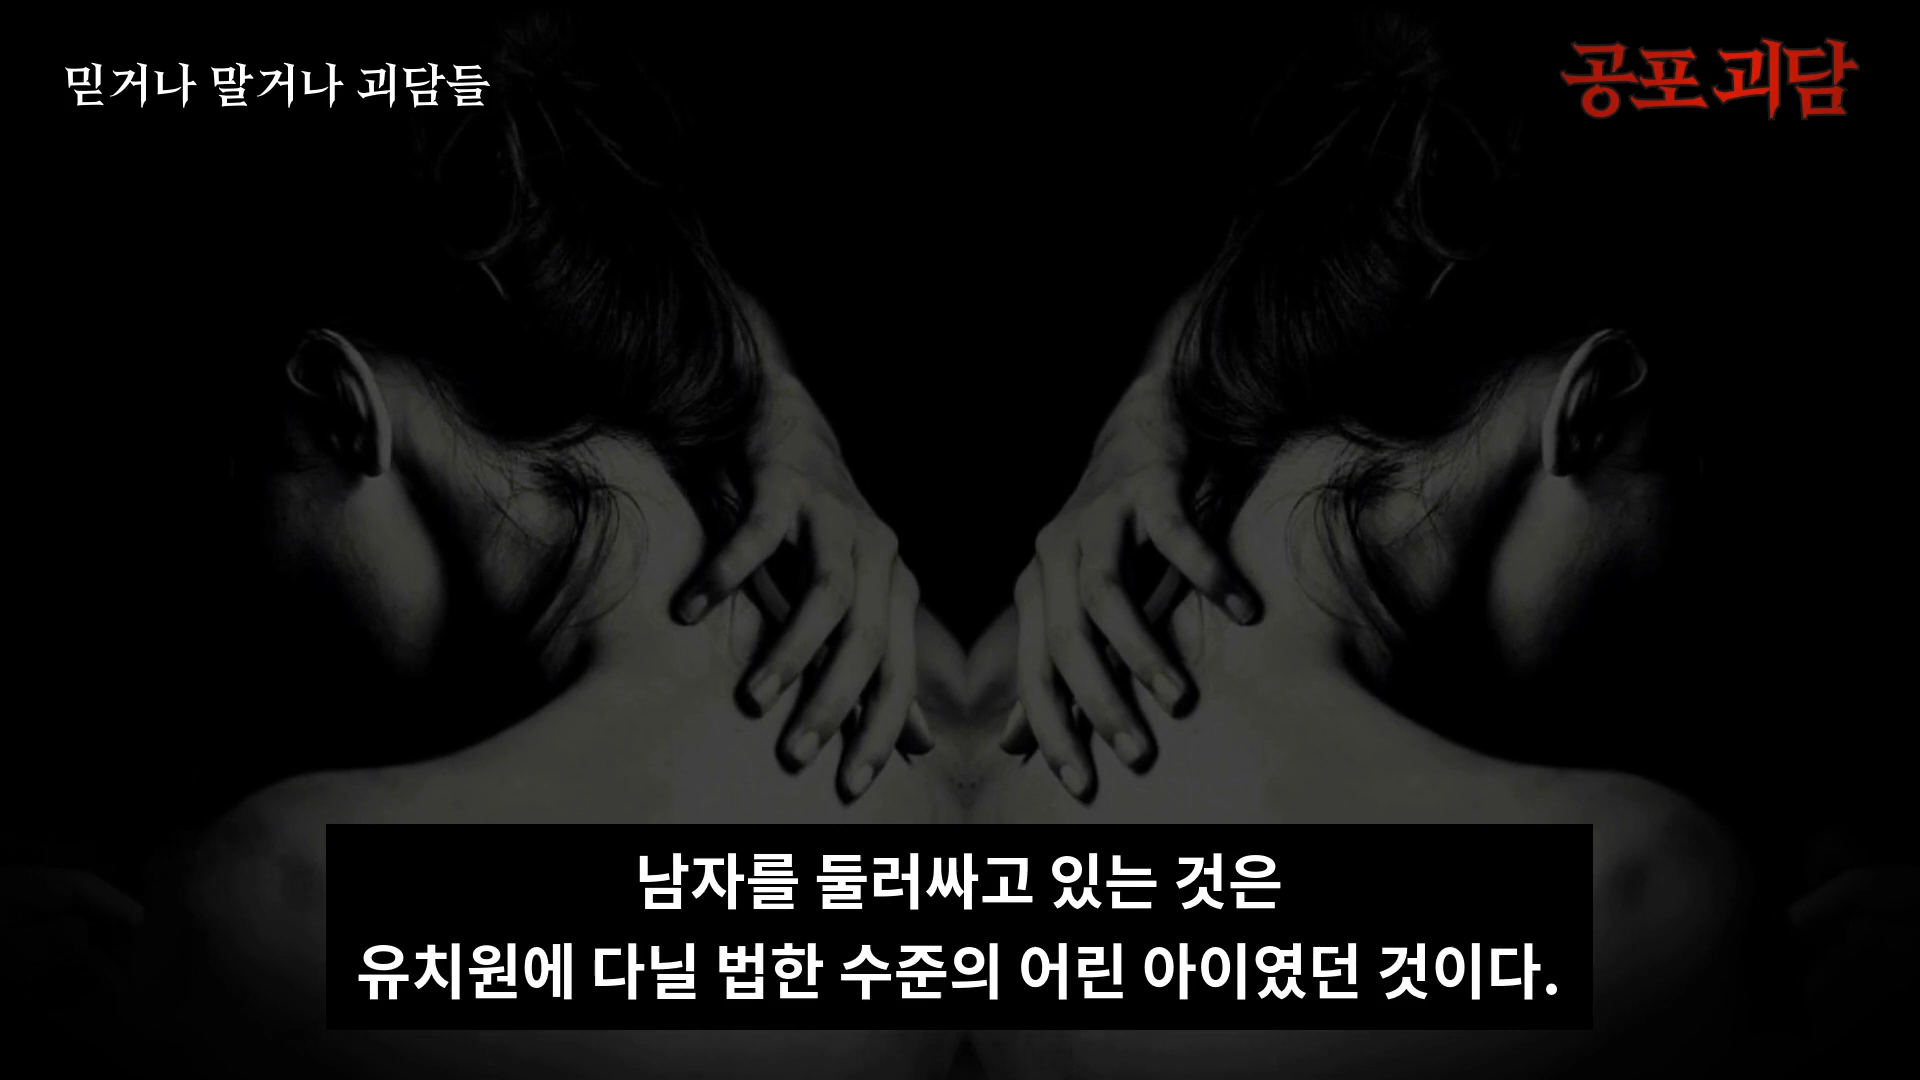 믿거나 말거나 괴담들
공포 괴담
남자를 둘러싸고 있는 것은
유치원에 다닐 법한 수준의 어린 아이였던 것이다.